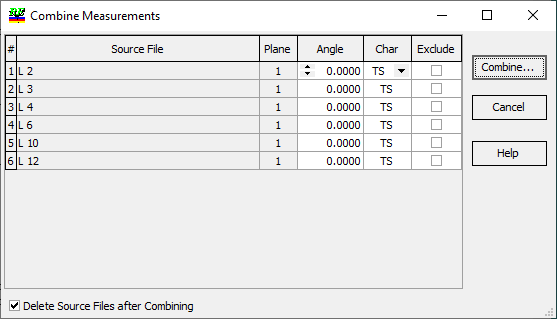 Combine Measurements
# Source File Plane Angle Char Exclude
1 L 2 1 0.0000 TS
2 L 3 1 0.0000 TS
3 L 4 1 0.0000 TS
4 L 6 1 0.0000 TS
5 L 10 1 0.0000 TS
6 L 12 1 0.0000 TS
Combine...
Cancel
Help
Delete Source Files after Combining